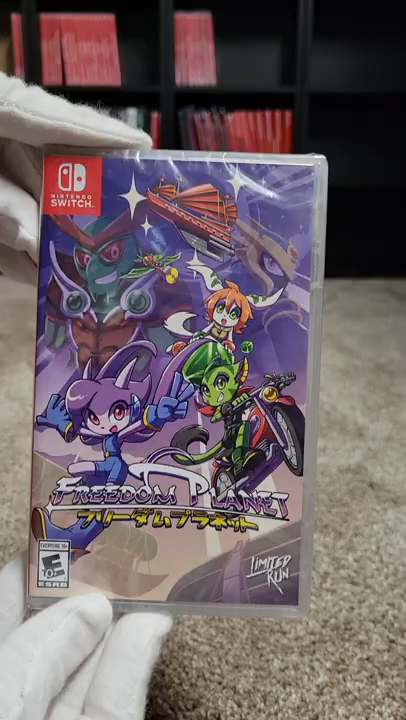 NINTENDO
SWITCH
FREEDOM PLANET
フリーダムプラネット
EVERYONE 10+
E
10+
ESRB
LIMITED
RUN